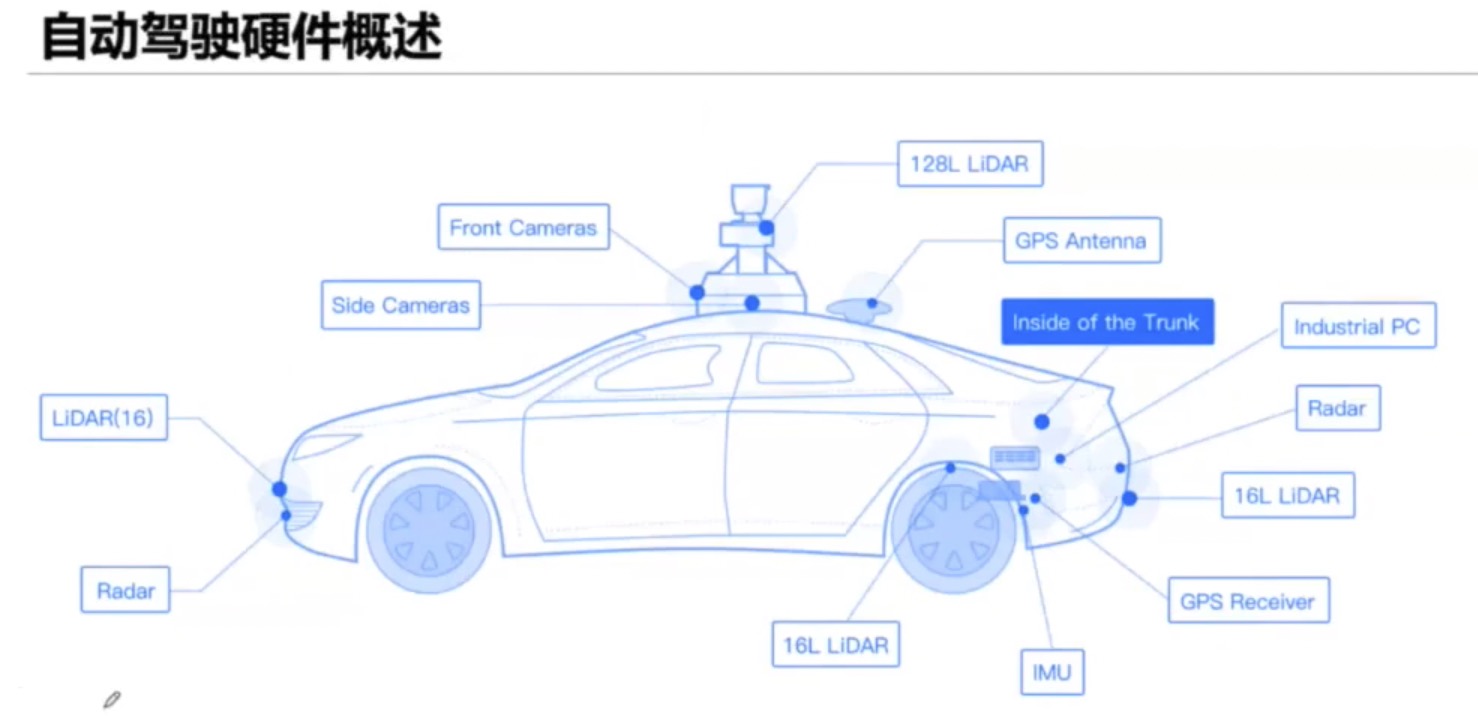 自动驾驶硬件概述
128L LiDAR
Front Cameras
GPS Antenna
Side Cameras
Inside of the Trunk
Industrial PC
LiDAR(16)
Radar
16L LiDAR
Radar
GPS Receiver
16L LiDAR
IMU